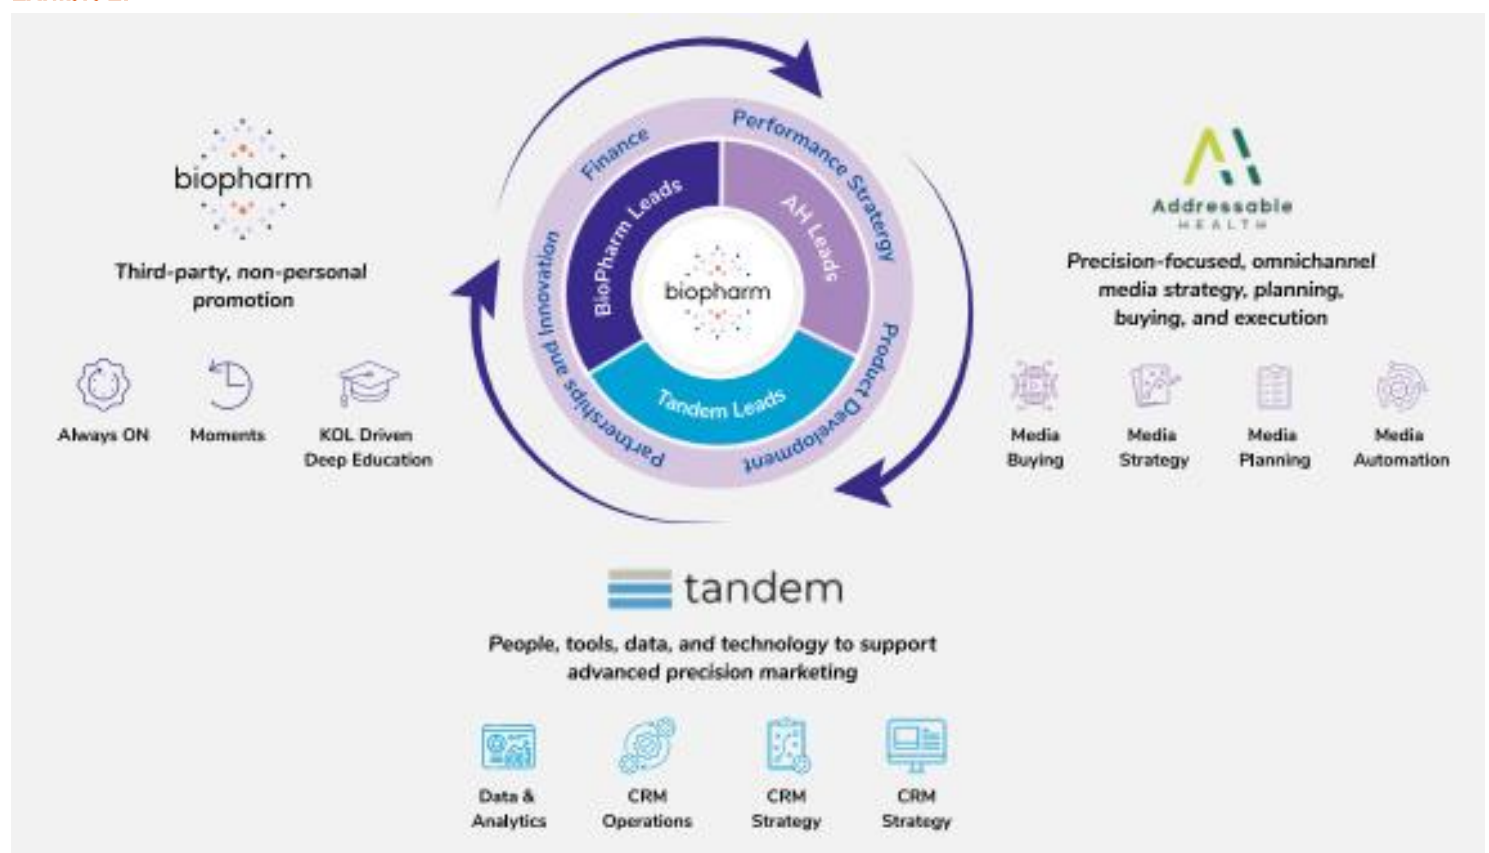 biopharm
Third-party, non-personal
promotion
Always ON
Moments
KOL Driven
Deep Education
Finance
Performance Stratergy
Product Development
Partnerships and Innovation
BioPharm Leads
AH Leads
Tandem Leads
biopharm
Addressable
HEALTH
Precision-focused, omnichannel
media strategy, planning,
buying, and execution
Media
Buying
Media
Strategy
Media
Planning
Media
Automation
tandem
People, tools, data, and technology to support
advanced precision marketing
Data &
Analytics
CRM
Operations
CRM
Strategy
CRM
Strategy